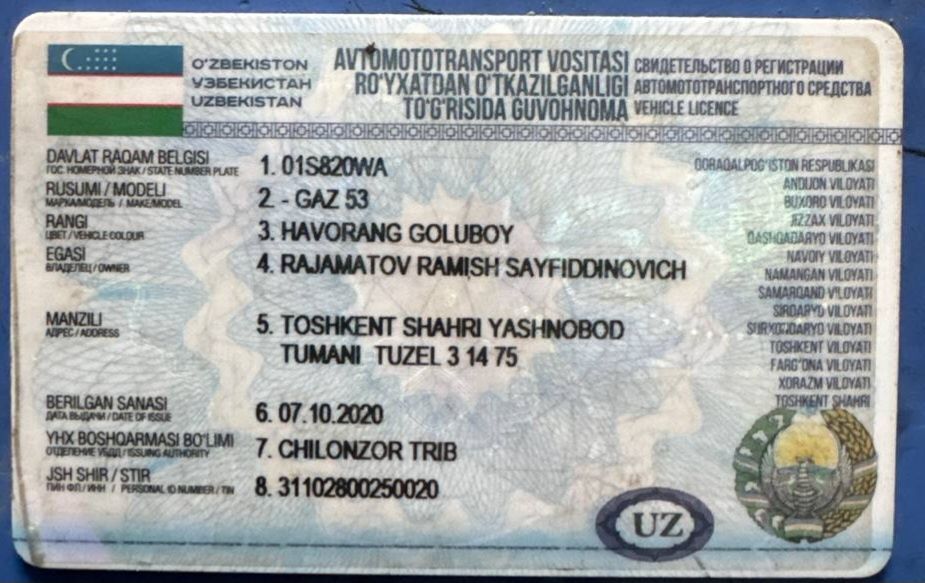 O'ZBEKISTON
УЗБЕКИСТАН
UZBEKISTAN
AVTOMOTOTRANSPORT VOSITASI
RO'YXATDAN O'TKAZILGANLIGI
TO'G'RISIDA GUVOHNOMA
СВИДЕТЕЛЬСТВО О РЕГИСТРАЦИИ
АВТОМОТОТРАНСПОРТНОГО СРЕДСТВА
VEHICLE LICENCE
DAVLAT RAQAM BELGISI
ГОС. НОМЕРНОЙ ЗНАК / STATE NUMBER PLATE
1. 01S820WA
RUSUMI / MODELI
МАРКА/МОДЕЛЬ / MAKE/MODEL
2. - GAZ 53
RANGI
ЦВЕТ / VEHICLE COLOUR
3. HAVORANG GOLUBOY
EGASI
ВЛАДЕЛЕЦ / OWNER
4. RAJAMATOV RAMISH SAYFIDDINOVICH
MANZILI
АДРЕС / ADDRESS
5. TOSHKENT SHAHRI YASHNOBOD
TUMANI TUZEL 3 14 75
BERILGAN SANASI
ДАТА ВЫДАЧИ / DATE OF ISSUE
6. 07.10.2020
YHX BOSHQARMASI BO'LIMI
ОТДЕЛЕНИЕ УБДД / ISSUING AUTHORITY
7. CHILONZOR TRIB
JSH SHIR / STIR
ПИН ФЛ / ИНН / PERSONAL ID NUMBER / TIN
8. 31102800250020
QORAQALPOG'ISTON RESPUBLIKASI
ANDIJON VILOYATI
BUXORO VILOYATI
JIZZAX VILOYATI
QASHQADARYO VILOYATI
NAVOIY VILOYATI
NAMANGAN VILOYATI
SAMARQAND VILOYATI
SIRDARYO VILOYATI
SURXONDARYO VILOYATI
TOSHKENT VILOYATI
FARG'ONA VILOYATI
XORAZM VILOYATI
TOSHKENT SHAHRI
UZ